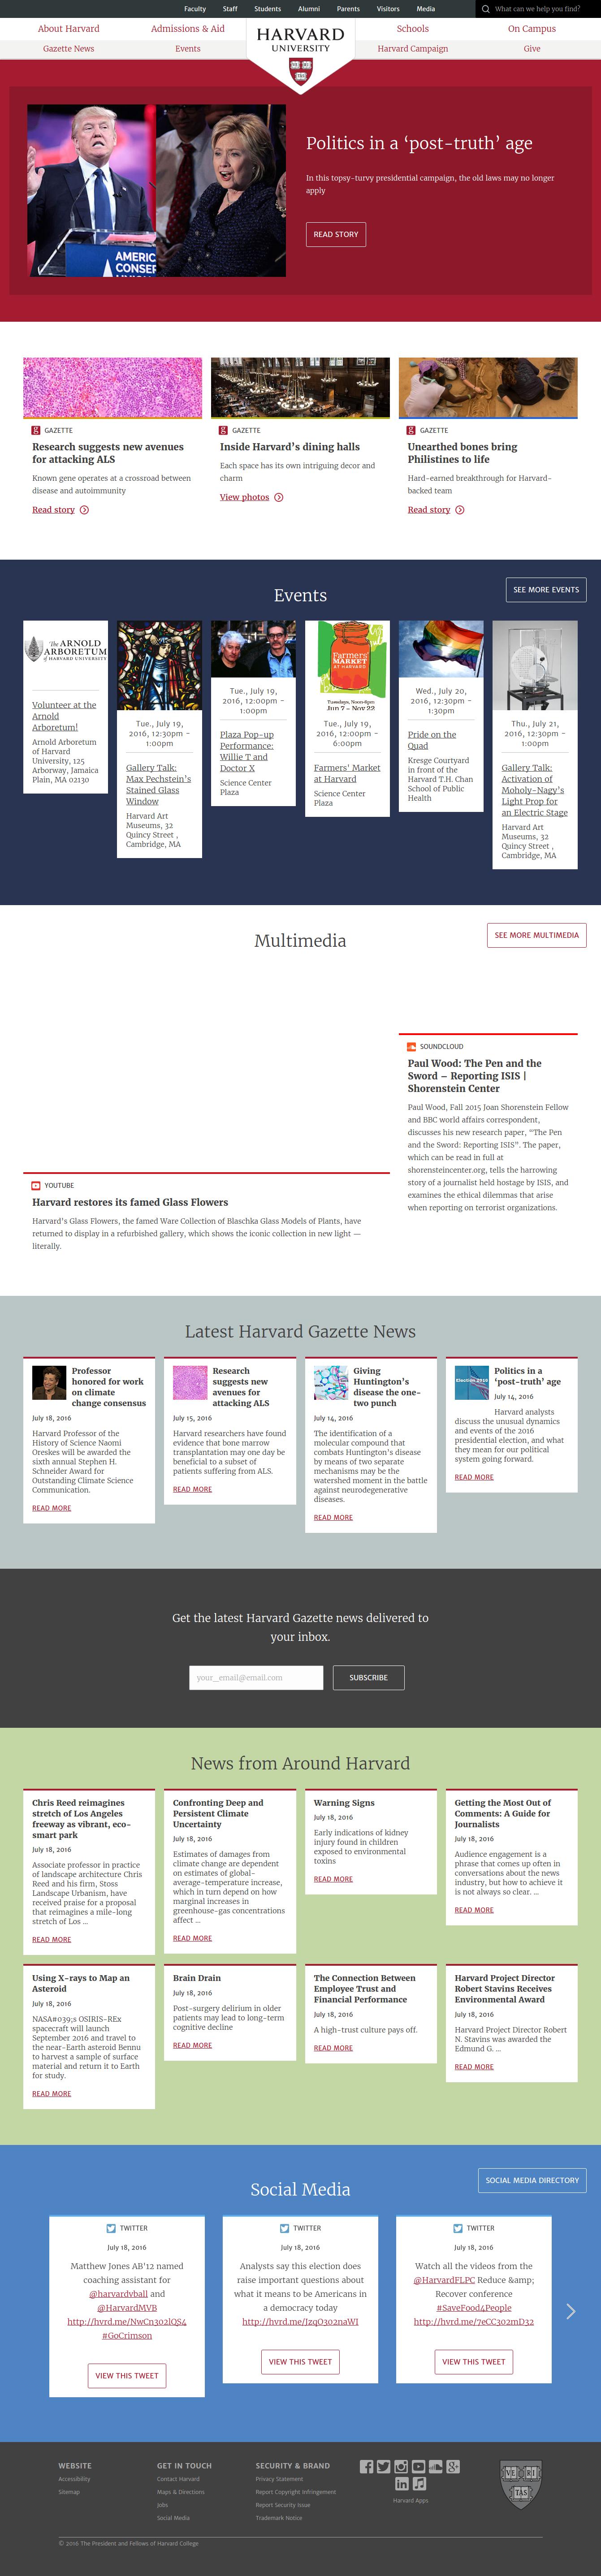 Faculty Staff Students Alumni Parents Visitors Media
What can we help you find?
About Harvard Admissions & Aid Schools On Campus
Gazette News Events Harvard Campaign Give
HARVARD
UNIVERSITY
VE RI
TAS
AMERIC
CONSER
Politics in a ‘post-truth’ age
In this topsy-turvy presidential campaign, the old laws may no longer
apply
READ STORY
GAZETTE
Research suggests new avenues
for attacking ALS
Known gene operates at a crossroad between
disease and autoimmunity
Read story
GAZETTE
Inside Harvard’s dining halls
Each space has its own intriguing decor and
charm
View photos
GAZETTE
Unearthed bones bring
Philistines to life
Hard-earned breakthrough for Harvard-
backed team
Read story
Events
SEE MORE EVENTS
The ARNOLD
ARBORETUM
OF HARVARD UNIVERSITY
Volunteer at the
Arnold
Arboretum!
Arnold Arboretum
of Harvard
University, 125
Arborway, Jamaica
Plain, MA 02130
Tue., July 19,
2016, 12:30pm -
1:00pm
Gallery Talk:
Max Pechstein’s
Stained Glass
Window
Harvard Art
Museums, 32
Quincy Street ,
Cambridge, MA
Tue., July 19,
2016, 12:00pm -
1:00pm
Plaza Pop-up
Performance:
Willie T and
Doctor X
Science Center
Plaza
Farmers'
MARKET
AT HARVARD
Tuesdays, Noon-6pm
Jun 7 - Nov 22
Tue., July 19,
2016, 12:00pm -
6:00pm
Farmers' Market
at Harvard
Science Center
Plaza
Wed., July 20,
2016, 12:30pm -
1:30pm
Pride on the
Quad
Kresge Courtyard
in front of the
Harvard T.H. Chan
School of Public
Health
Thu., July 21,
2016, 12:30pm -
1:00pm
Gallery Talk:
Activation of
Moholy-Nagy’s
Light Prop for
an Electric Stage
Harvard Art
Museums, 32
Quincy Street ,
Cambridge, MA
Multimedia
SEE MORE MULTIMEDIA
YOUTUBE
Harvard restores its famed Glass Flowers
Harvard's Glass Flowers, the famed Ware Collection of Blaschka Glass Models of Plants, have
returned to display in a refurbished gallery, which shows the iconic collection in new light —
literally.
SOUNDCLOUD
Paul Wood: The Pen and the
Sword – Reporting ISIS |
Shorenstein Center
Paul Wood, Fall 2015 Joan Shorenstein Fellow
and BBC world affairs correspondent,
discusses his new research paper, “The Pen
and the Sword: Reporting ISIS”. The paper,
which can be read in full at
shorensteincenter.org, tells the harrowing
story of a journalist held hostage by ISIS, and
examines the ethical dilemmas that arise
when reporting on terrorist organizations.
Latest Harvard Gazette News
Professor
honored for work
on climate
change consensus
July 18, 2016
Harvard Professor of the
History of Science Naomi
Oreskes will be become the
sixth annual Stephen H.
Schneider Award for
Outstanding Climate Science
Communication.
READ MORE
Research
suggests new
avenues for
attacking ALS
July 15, 2016
Harvard researchers have found
evidence that bone marrow
transplantation may one day be
beneficial to a subset of
patients suffering from ALS.
READ MORE
Giving
Huntington’s
disease the one-
two punch
July 14, 2016
The identification of a
molecular compound that
combats Huntington’s disease
by means of two separate
mechanisms may be the
watershed moment in the battle
against neurodegenerative
diseases.
READ MORE
Election 2016
Politics in a
‘post-truth’ age
July 14, 2016
Harvard analysts
discuss the unusual dynamics
and events of the 2016
presidential election, and what
they mean for our political
system going forward.
READ MORE
Get the latest Harvard Gazette news delivered to
your inbox.
your_email@email.com
SUBSCRIBE
News from Around Harvard
Chris Reed reimagines
stretch of Los Angeles
freeway as vibrant, eco-
smart park
July 18, 2016
Associate professor in practice
of landscape architecture Chris
Reed and his firm, Stoss
Landscape Urbanism, have
received praise for a proposal
that reimagines a mile-long
stretch of Los ...
READ MORE
Confronting Deep and
Persistent Climate
Uncertainty
July 18, 2016
Estimates of damages from
climate change are dependent
on estimates of global-
average-temperature increase,
which in turn depend on how
marginal increases in
greenhouse-gas concentrations
affect ...
READ MORE
Warning Signs
July 18, 2016
Early indications of kidney
injury found in children
exposed to environmental
toxins
READ MORE
Getting the Most Out of
Comments: A Guide for
Journalists
July 18, 2016
Audience engagement is a
phrase that comes up often in
conversations about the news
industry, but how to achieve it
is not always so clear. ...
READ MORE
Using X-rays to Map an
Asteroid
July 18, 2016
NASA&#039;s OSIRIS-REx
spacecraft will launch
September 2016 and travel to
the near-Earth asteroid Bennu
to harvest a sample of surface
material and return it to Earth
for study.
READ MORE
Brain Drain
July 18, 2016
Post-surgery delirium in older
patients may lead to long-term
cognitive decline
READ MORE
The Connection Between
Employee Trust and
Financial Performance
July 18, 2016
A high-trust culture pays off.
READ MORE
Harvard Project Director
Robert Stavins Receives
Environmental Award
July 18, 2016
Harvard Project Director Robert
N. Stavins was awarded the
Edmund G. ...
READ MORE
Social Media
SOCIAL MEDIA DIRECTORY
TWITTER
July 18, 2016
Matthew Jones AB'12 named
coaching assistant for
@harvardvball and
@HarvardMVB
http://hvrd.me/NwCn302lQS4
#GoCrimson
VIEW THIS TWEET
TWITTER
July 18, 2016
Analysts say this election does
raise important questions about
what it means to be Americans in
a democracy today
http://hvrd.me/IzqO302naWI
VIEW THIS TWEET
TWITTER
July 18, 2016
Watch all the videos from the
@HarvardFLPC Reduce &amp;
Recover conference
#SaveFood4People
http://hvrd.me/7eCC302mD32
VIEW THIS TWEET
WEBSITE
Accessibility
Sitemap
GET IN TOUCH
Contact Harvard
Maps & Directions
Jobs
Social Media
SECURITY & BRAND
Privacy Statement
Report Copyright Infringement
Report Security Issue
Trademark Notice
Harvard Apps
VE RI
TAS
© 2016 The President and Fellows of Harvard College